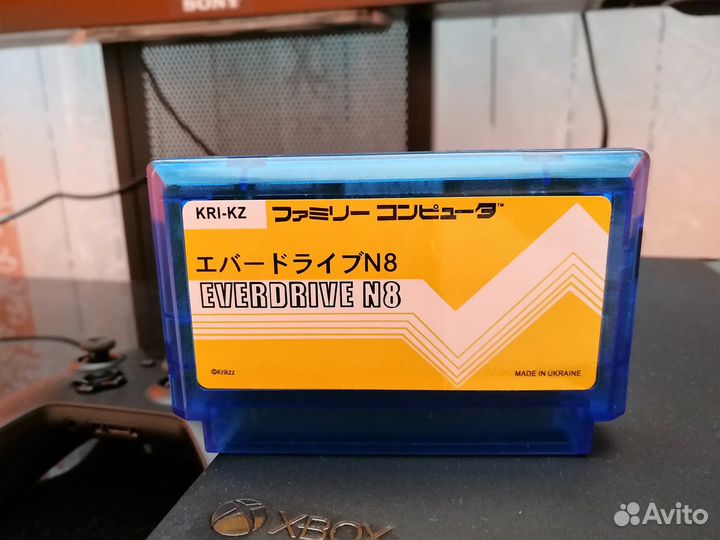 SONY
KRI-KZ ファミリー コンピュータ™
エバードライブN8
EVERDRIVE N8
©Krikzz
MADE IN UKRAINE
XBOX
Avito